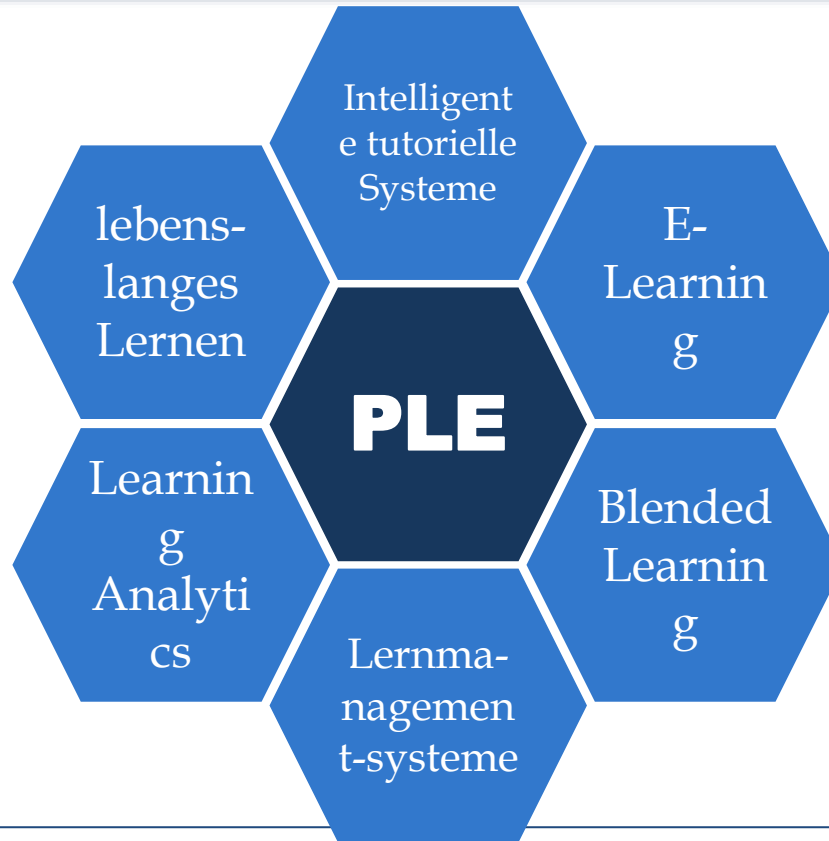 Intelligent
e tutorielle
Systeme
lebens-
langes
Lernen
E-
Learnin
g
PLE
Learnin
g
Analyti
cs
Blended
Learnin
g
Lernma-
nagemen
t-systeme